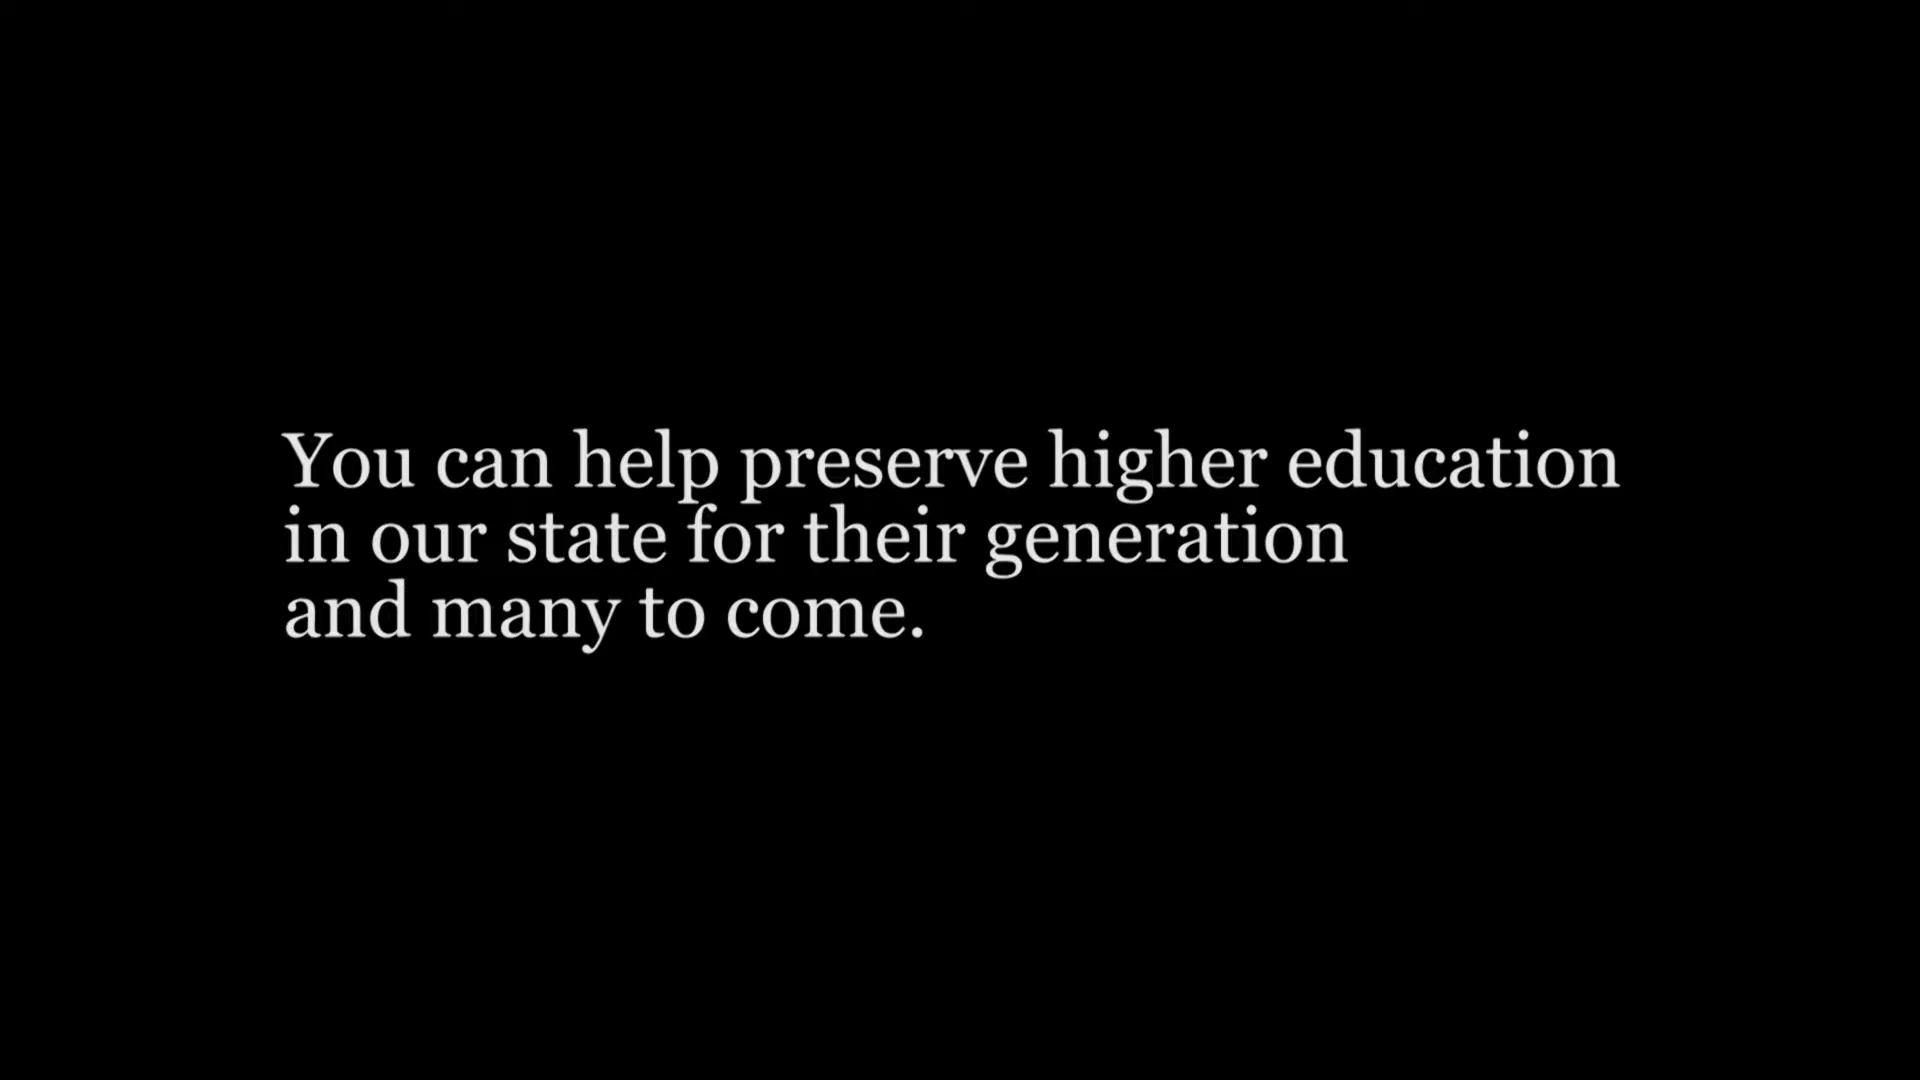 You can help preserve higher education
in our state for their generation
and many to come.